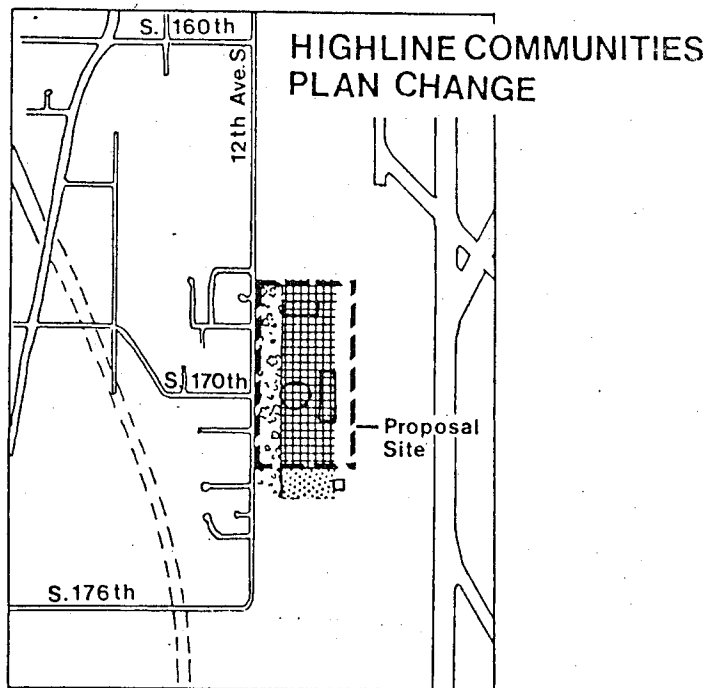 S. 160th
HIGHLINE COMMUNITIES
PLAN CHANGE
12th Ave. S
S. 170th
Proposal
Site
S. 176th